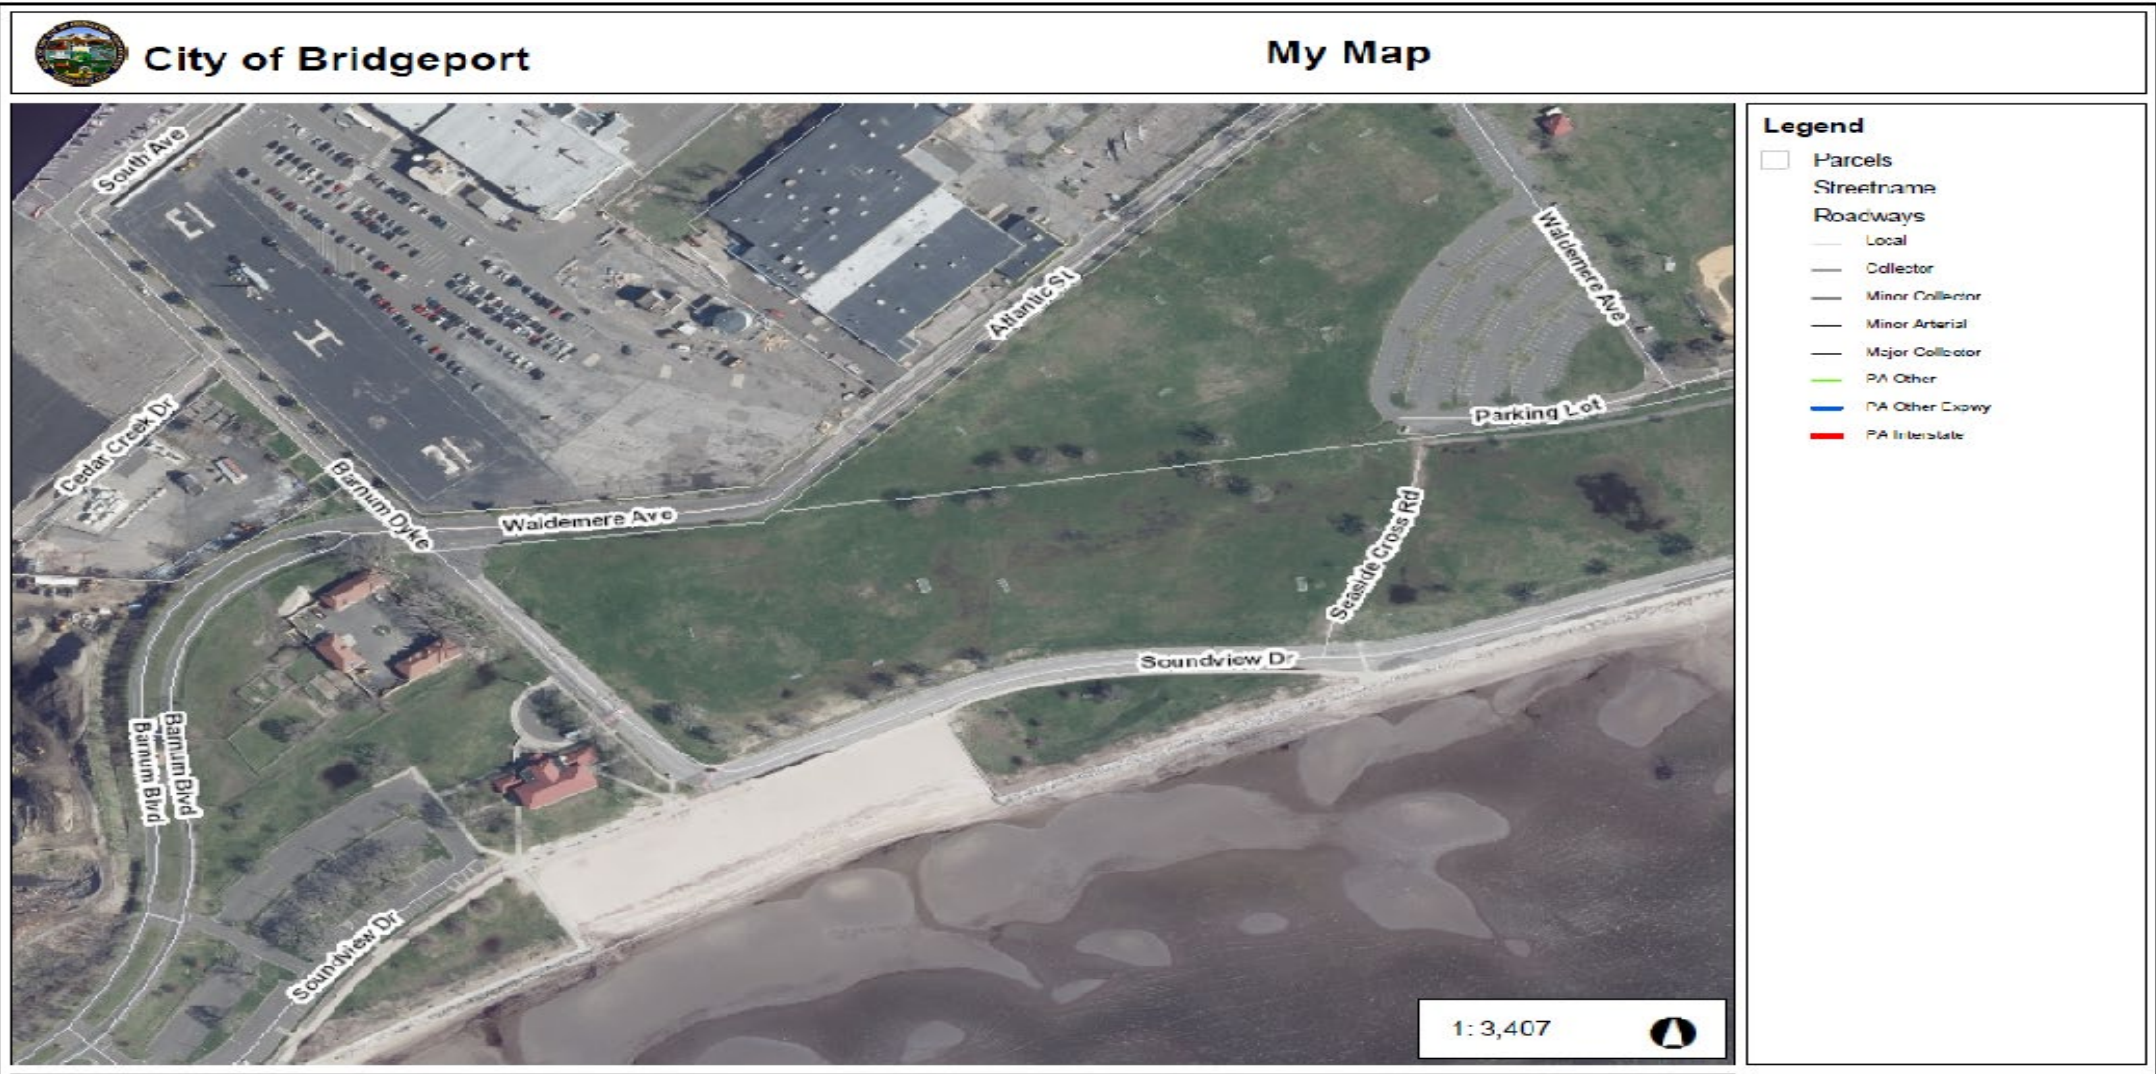 City of Bridgeport
My Map
South Ave
Cedar Creek Dr
Barnum Dyke
Waldemere Ave
Atlantic St
Waldemere Ave
Parking Lot
Seaside Cross Rd
Soundview Dr
Barnum Blvd
Barnum Blvd
Soundview Dr
H
1: 3,407
Legend
Parcels
Streetname
Roadways
Local
Collector
Minor Collector
Minor Arterial
Major Collector
PA Other
PA Other Expwy
PA Interstate